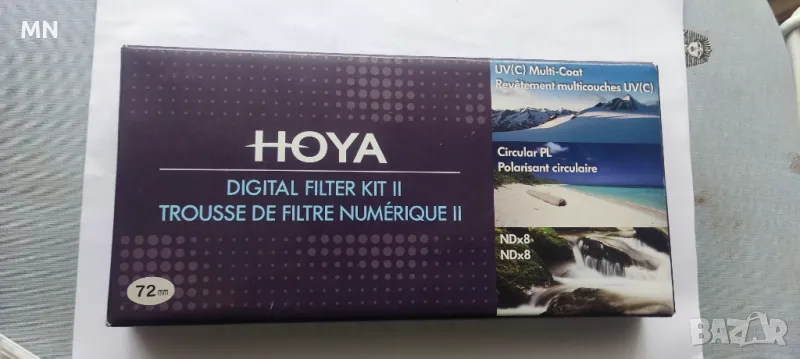 MN
HOYA
DIGITAL FILTER KIT II
TROUSSE DE FILTRE NUMÉRIQUE II
72mm
UV(C) Multi-Coat
Revêtement multicouches UV(C)
Circular PL
Polarisant circulaire
NDx8
NDx8
BAZAR